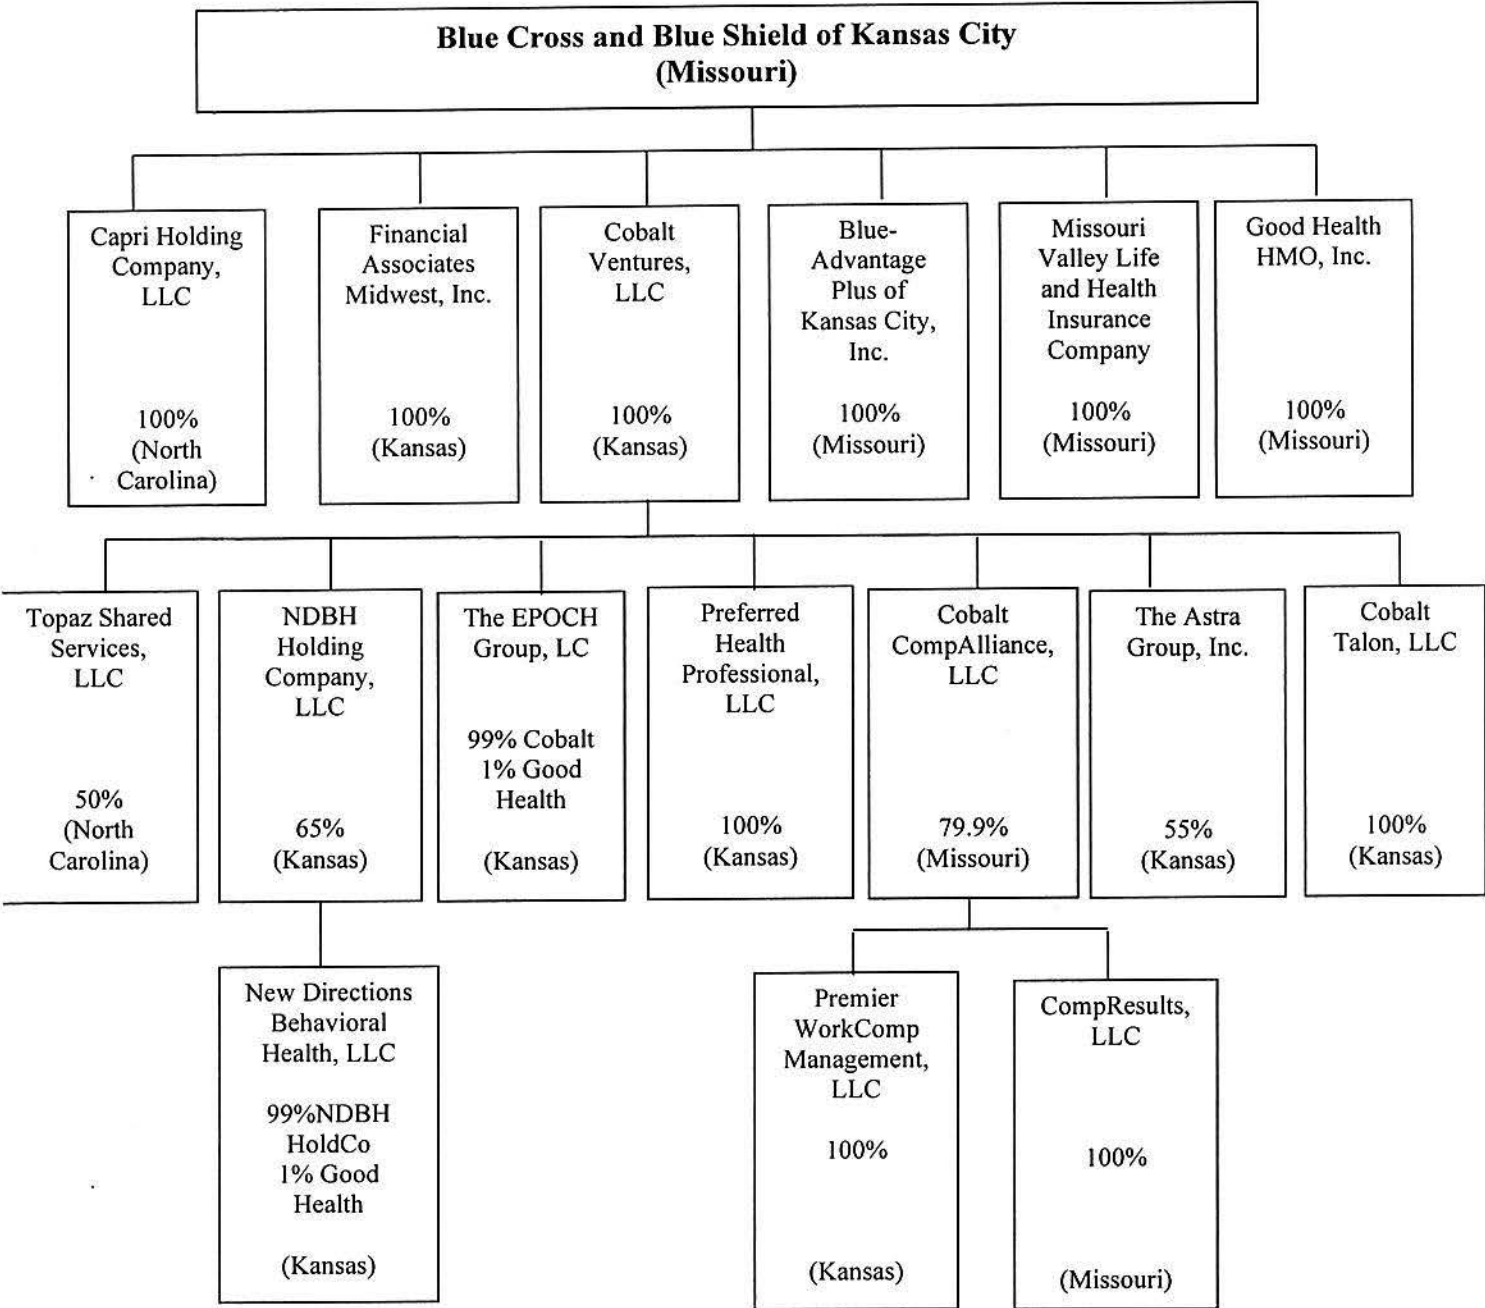 Blue Cross and Blue Shield of Kansas City
(Missouri)
Capri Holding
Company,
LLC
100%
(North
Carolina)
Financial
Associates
Midwest, Inc.
100%
(Kansas)
Cobalt
Ventures,
LLC
100%
(Kansas)
Blue-
Advantage
Plus of
Kansas City,
Inc.
100%
(Missouri)
Missouri
Valley Life
and Health
Insurance
Company
100%
(Missouri)
Good Health
HMO, Inc.
100%
(Missouri)
Topaz Shared
Services,
LLC
50%
(North
Carolina)
NDBH
Holding
Company,
LLC
65%
(Kansas)
The EPOCH
Group, LC
99% Cobalt
1% Good
Health
(Kansas)
Preferred
Health
Professional,
LLC
100%
(Kansas)
Cobalt
CompAlliance,
LLC
79.9%
(Missouri)
The Astra
Group, Inc.
55%
(Kansas)
Cobalt
Talon, LLC
100%
(Kansas)
New Directions
Behavioral
Health, LLC
99%NDBH
HoldCo
1% Good
Health
(Kansas)
Premier
WorkComp
Management,
LLC
100%
(Kansas)
CompResults,
LLC
100%
(Missouri)